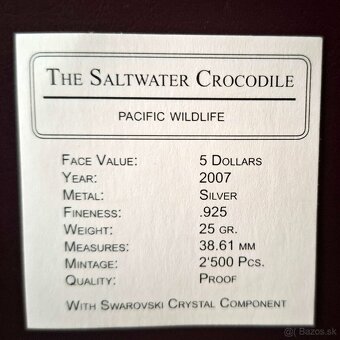 THE SALTWATER CROCODILE
PACIFIC WILDLIFE
FACE VALUE: 5 DOLLARS
YEAR: 2007
METAL: SILVER
FINENESS: .925
WEIGHT: 25 GR.
MEASURES: 38.61 MM
MINTAGE: 2'500 PCS.
QUALITY: PROOF
WITH SWAROVSKI CRYSTAL COMPONENT
Bazos.sk